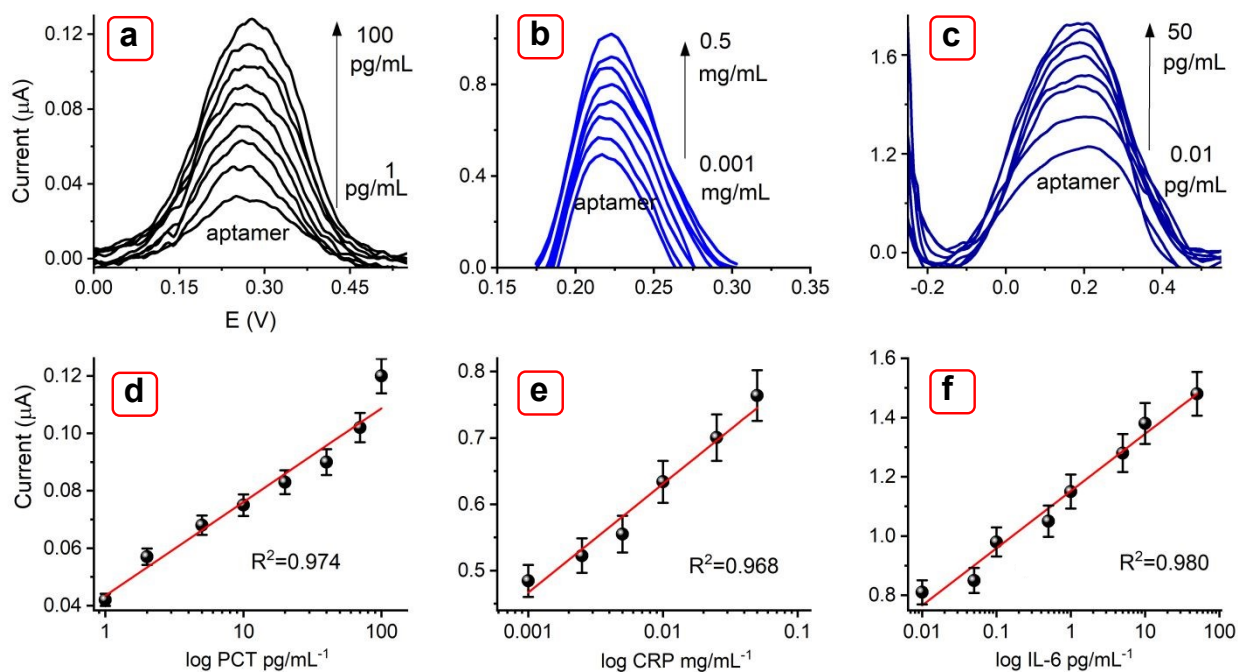 a
100
pg/mL
1
pg/mL
aptamer
0.12
0.08
0.04
0.00
Current (µA)
0.00
0.15
0.30
0.45
E (V)
b
0.5
mg/mL
0.001
mg/mL
aptamer
0.8
0.4
0.0
0.15
0.20
0.25
0.30
0.35
c
50
pg/mL
0.01
pg/mL
aptamer
1.6
1.2
0.0
-0.2
0.0
0.2
0.4
d
0.12
0.10
0.08
0.06
0.04
Current (µA)
R²=0.974
1
10
100
log PCT pg/mL⁻¹
e
0.8
0.7
0.6
0.5
R²=0.968
0.001
0.01
0.1
log CRP mg/mL⁻¹
f
1.6
1.4
1.2
1.0
0.8
R²=0.980
0.01
0.1
1
10
100
log IL-6 pg/mL⁻¹